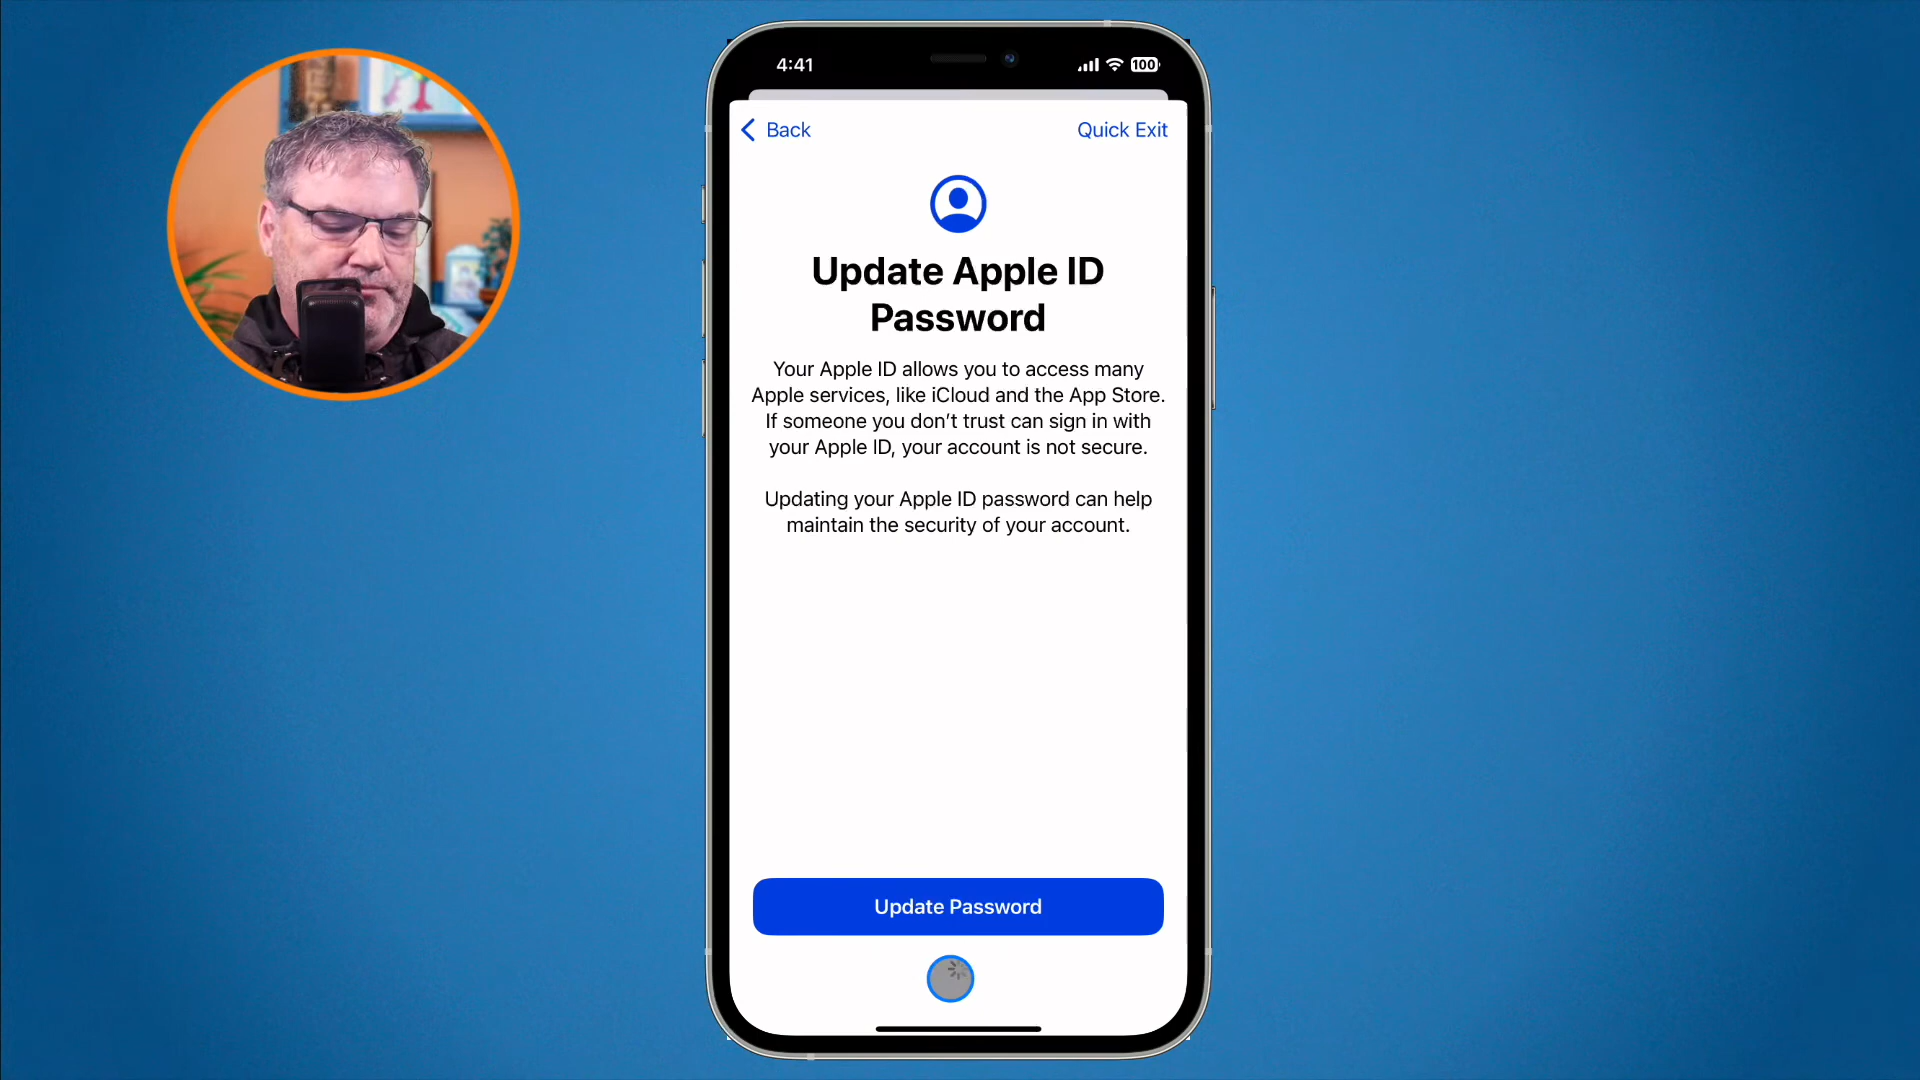 4:41
100
Back
Quick Exit
Update Apple ID
Password
Your Apple ID allows you to access many
Apple services, like iCloud and the App Store.
If someone you don’t trust can sign in with
your Apple ID, your account is not secure.
Updating your Apple ID password can help
maintain the security of your account.
Update Password